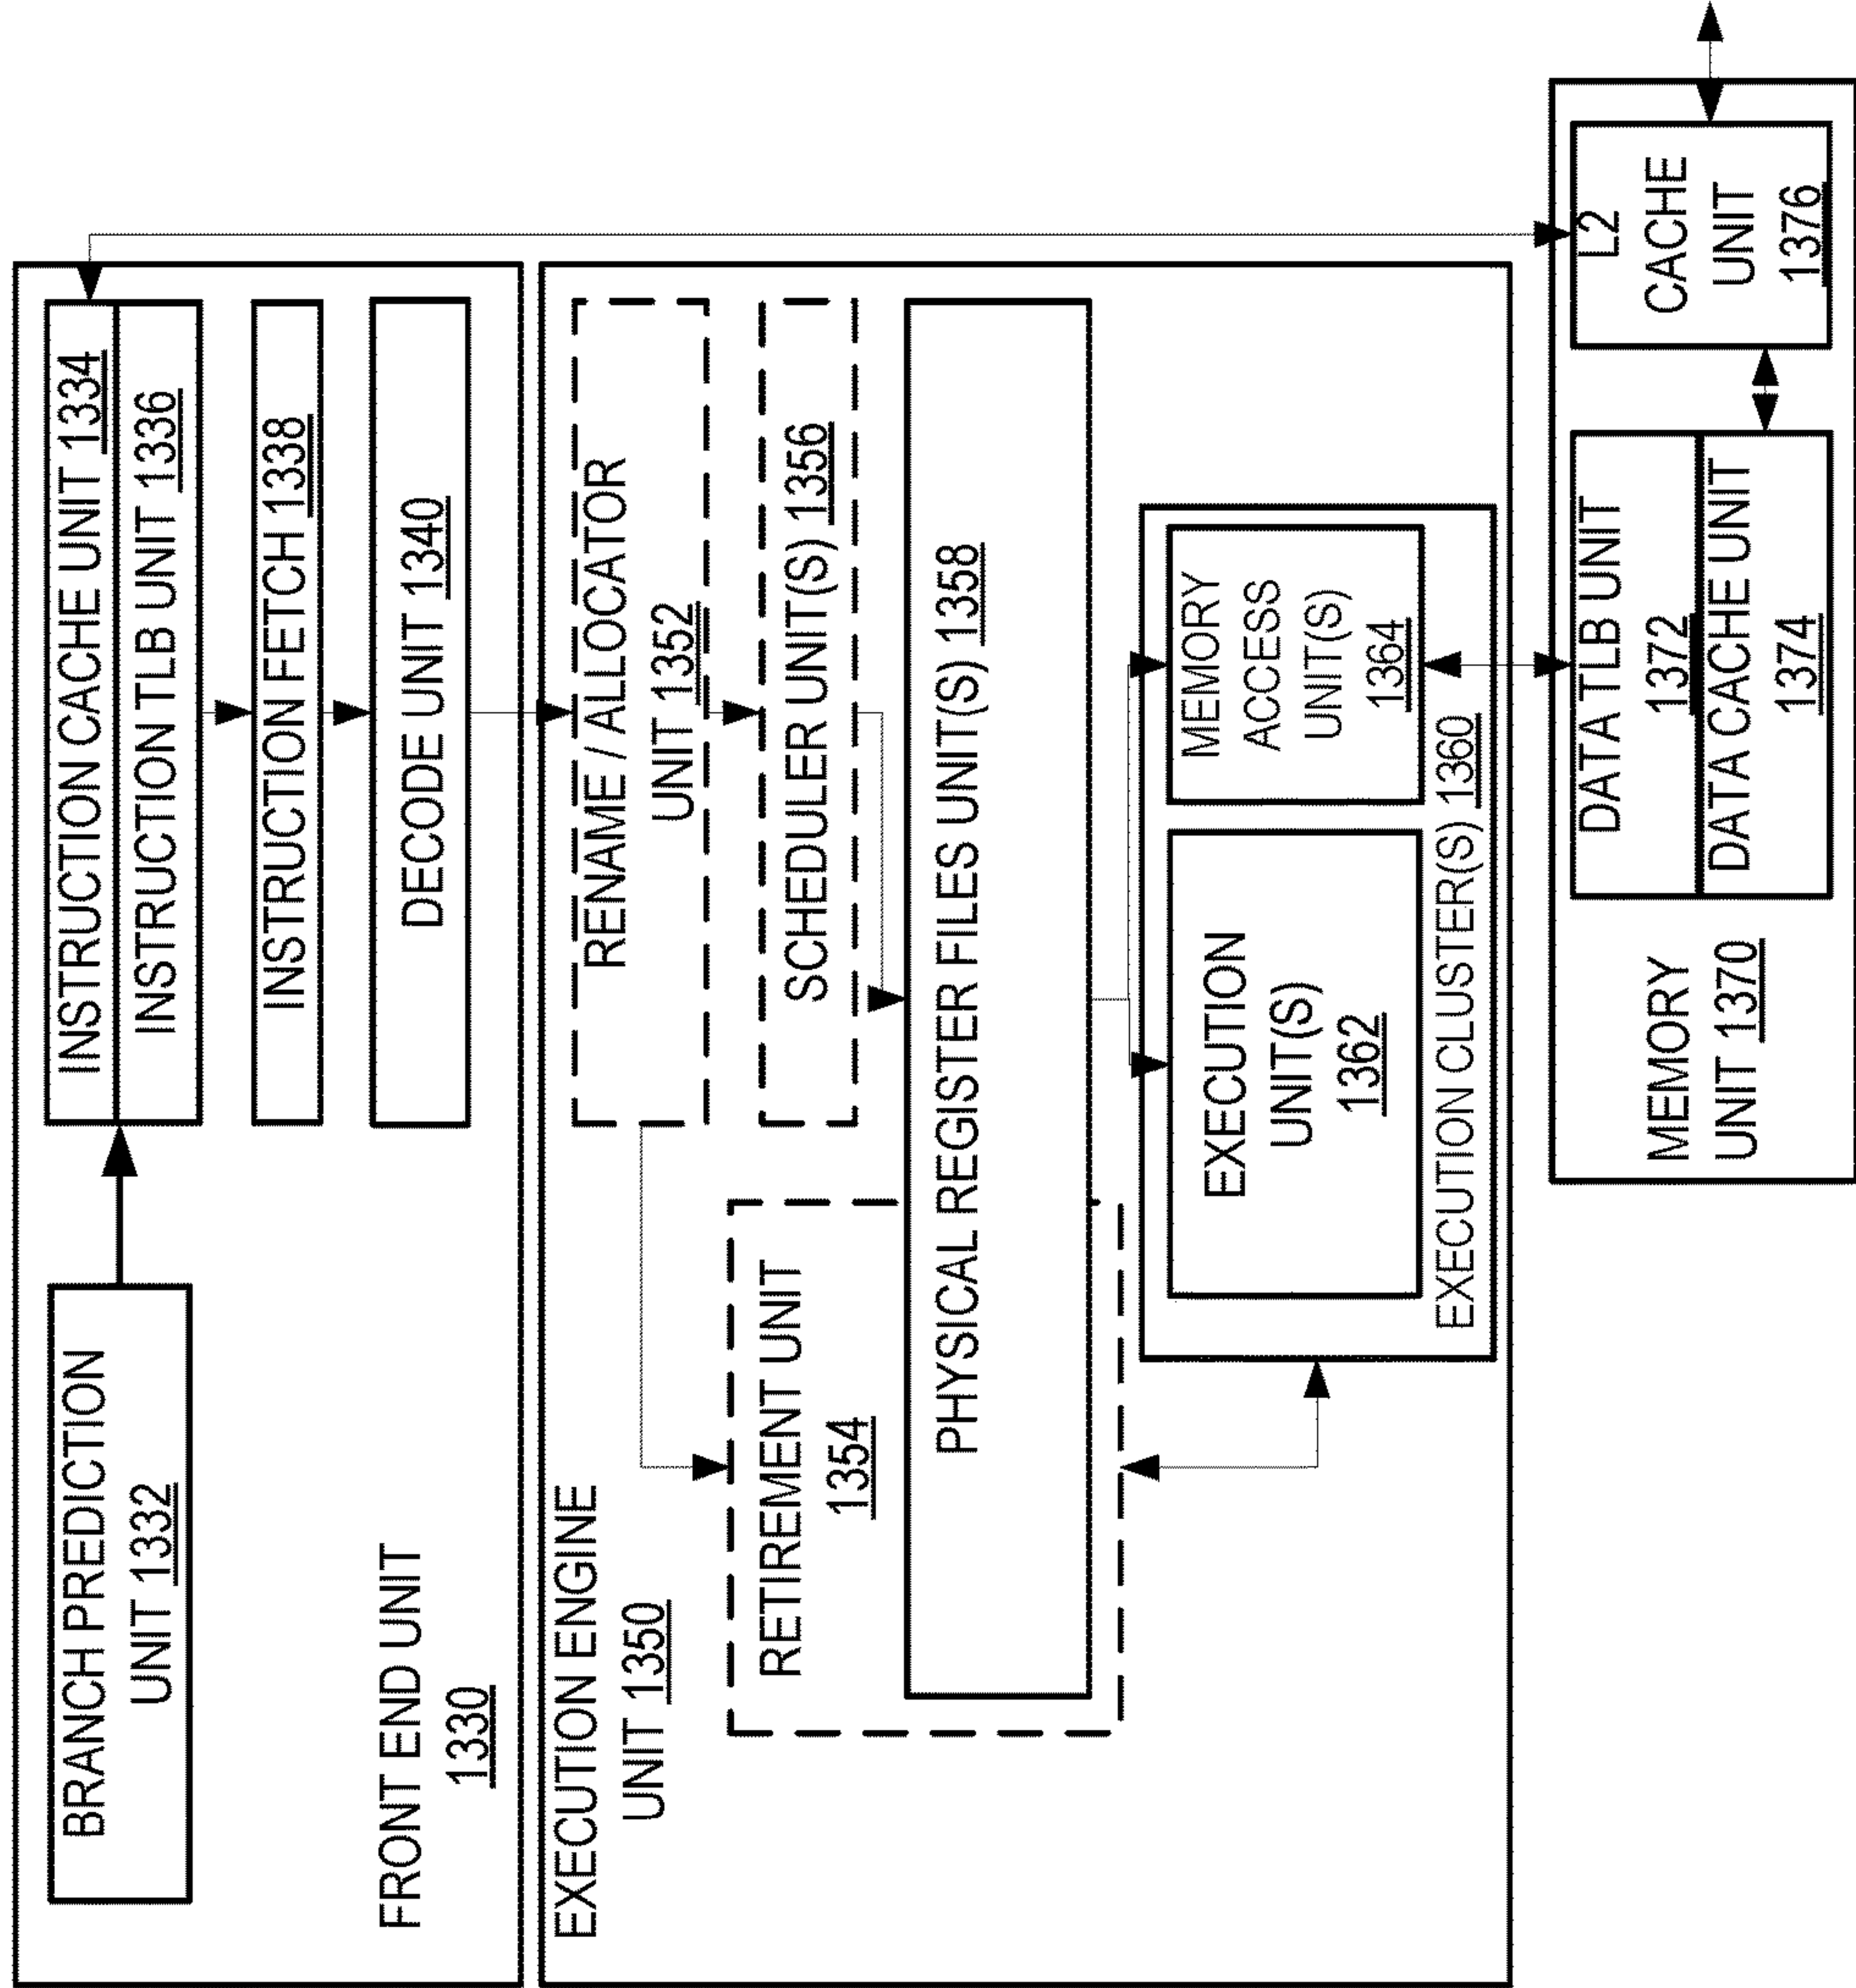 BRANCH PREDICTION
UNIT 1332
INSTRUCTION CACHE UNIT 1334
INSTRUCTION TLB UNIT 1336
INSTRUCTION FETCH 1338
DECODE UNIT 1340
FRONT END UNIT
1330
EXECUTION ENGINE
UNIT 1350
RENAME / ALLOCATOR
UNIT 1352
SCHEDULER UNIT(S) 1356
RETIREMENT UNIT
1354
PHYSICAL REGISTER FILES UNIT(S) 1358
EXECUTION
UNIT(S)
1362
MEMORY
ACCESS
UNIT(S)
1364
EXECUTION CLUSTER(S) 1360
MEMORY
UNIT 1370
DATA TLB UNIT
1372
DATA CACHE UNIT
1374
L2
CACHE
UNIT
1376